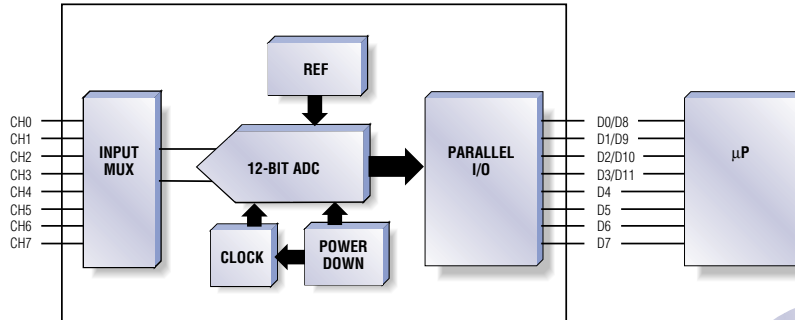 REF
CH0
CH1
CH2
CH3
CH4
CH5
CH6
CH7
INPUT
MUX
12-BIT ADC
CLOCK
POWER
DOWN
PARALLEL
I/O
D0/D8
D1/D9
D2/D10
D3/D11
D4
D5
D6
D7
µP